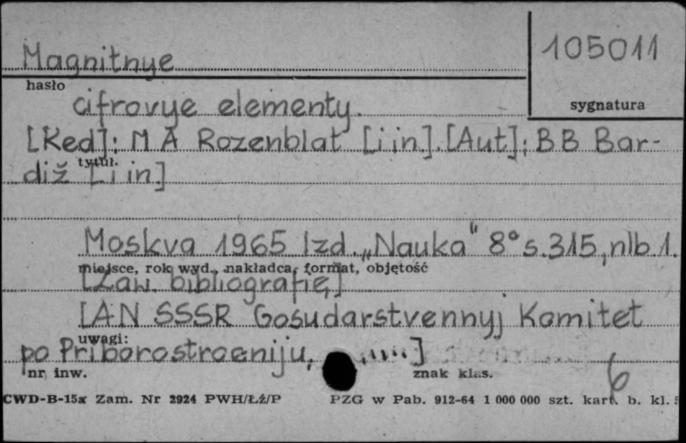 Magnitnye
105011
hasło
sygnatura
cifrovye elementy.
[Red]: M A Rozenblat [i in]. [Aut]: B B Bar-
tytuł.
diž [i in]
Moskva 1965 Izd. „Nauka" 8° s.315, nlb.1.
miejsce, rok wyd., nakładca, format, objętość
[Zaw. bibliografię]
[AN SSSR Gosudarstvennyj Komitet
uwagi:
po Priborostroeniju, ]
nr inw.
znak klas.
6
CWD-B-15a Zam. Nr 2924 PWH/Łź/P
PZG w Pab. 912-64 1 000 000 szt. kart. b. kl. 5